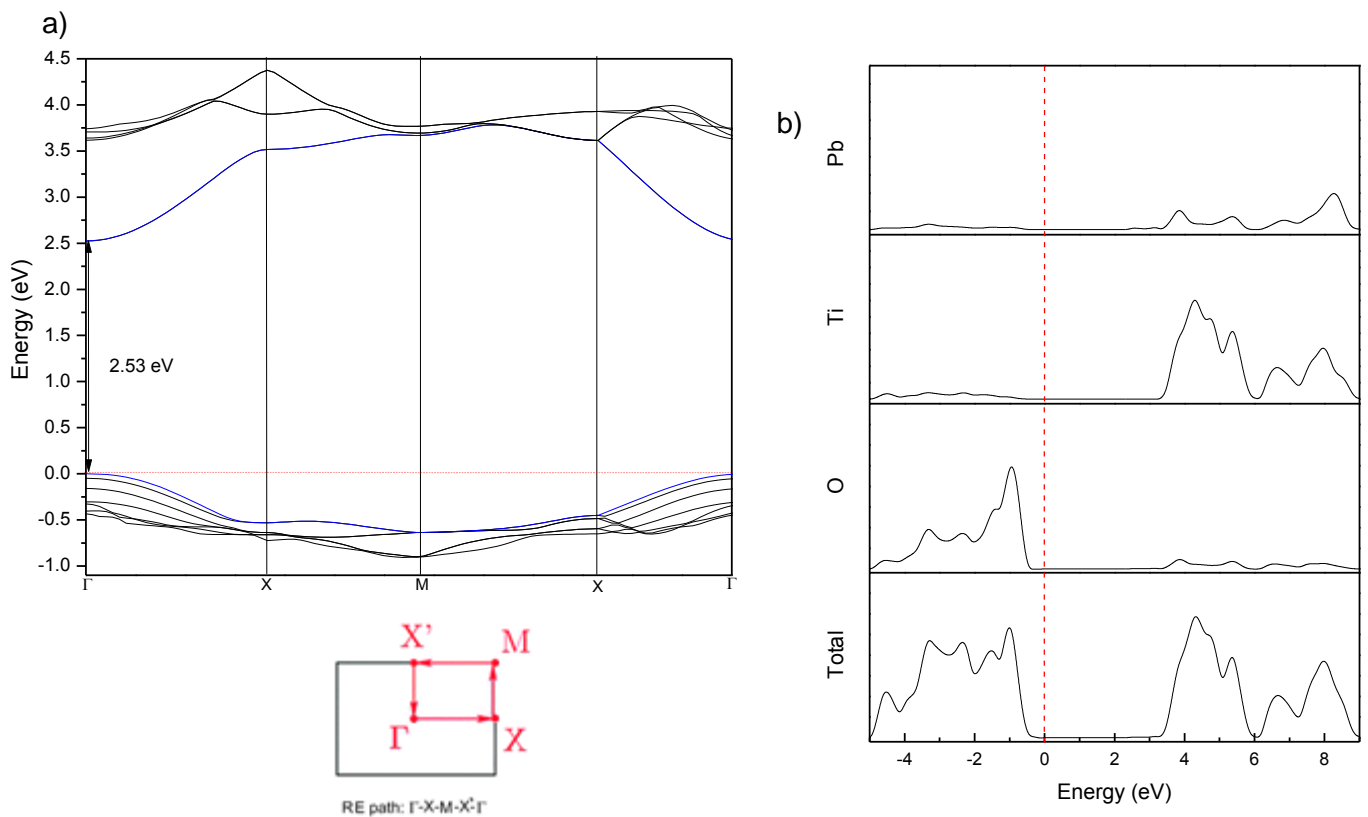 a)
4.5
4.0
3.5
3.0
2.5
2.0
1.5
1.0
0.5
0.0
-0.5
-1.0
Energy (eV)
2.53 eV
Γ X M X Γ
X' M
Γ X
RE path: Γ-X-M-X'-Γ
b)
Pb
Ti
O
Total
-4 -2 0 2 4 6 8
Energy (eV)